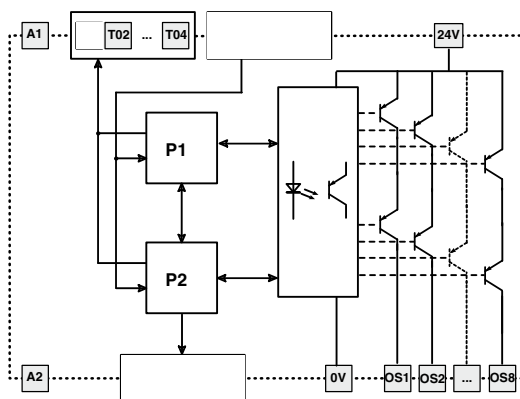 A1 T02 ... T04 24V
P1
P2
A2 0V OS1 OS2 ... OS8